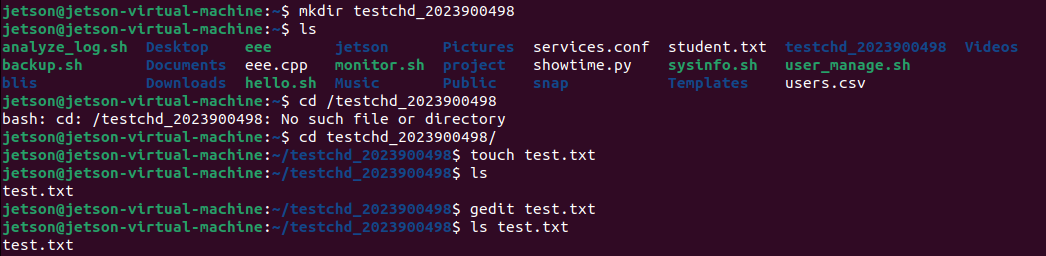 jetson@jetson-virtual-machine:~$ mkdir testchd_2023900498
jetson@jetson-virtual-machine:~$ ls
analyze_log.sh Desktop eee jetson Pictures services.conf student.txt testchd_2023900498 Videos
backup.sh Documents eee.cpp monitor.sh project showtime.py sysinfo.sh user_manage.sh
blis Downloads hello.sh Music Public snap Templates users.csv
jetson@jetson-virtual-machine:~$ cd /testchd_2023900498
bash: cd: /testchd_2023900498: No such file or directory
jetson@jetson-virtual-machine:~$ cd testchd_2023900498/
jetson@jetson-virtual-machine:~/testchd_2023900498$ touch test.txt
jetson@jetson-virtual-machine:~/testchd_2023900498$ ls
test.txt
jetson@jetson-virtual-machine:~/testchd_2023900498$ gedit test.txt
jetson@jetson-virtual-machine:~/testchd_2023900498$ ls test.txt
test.txt